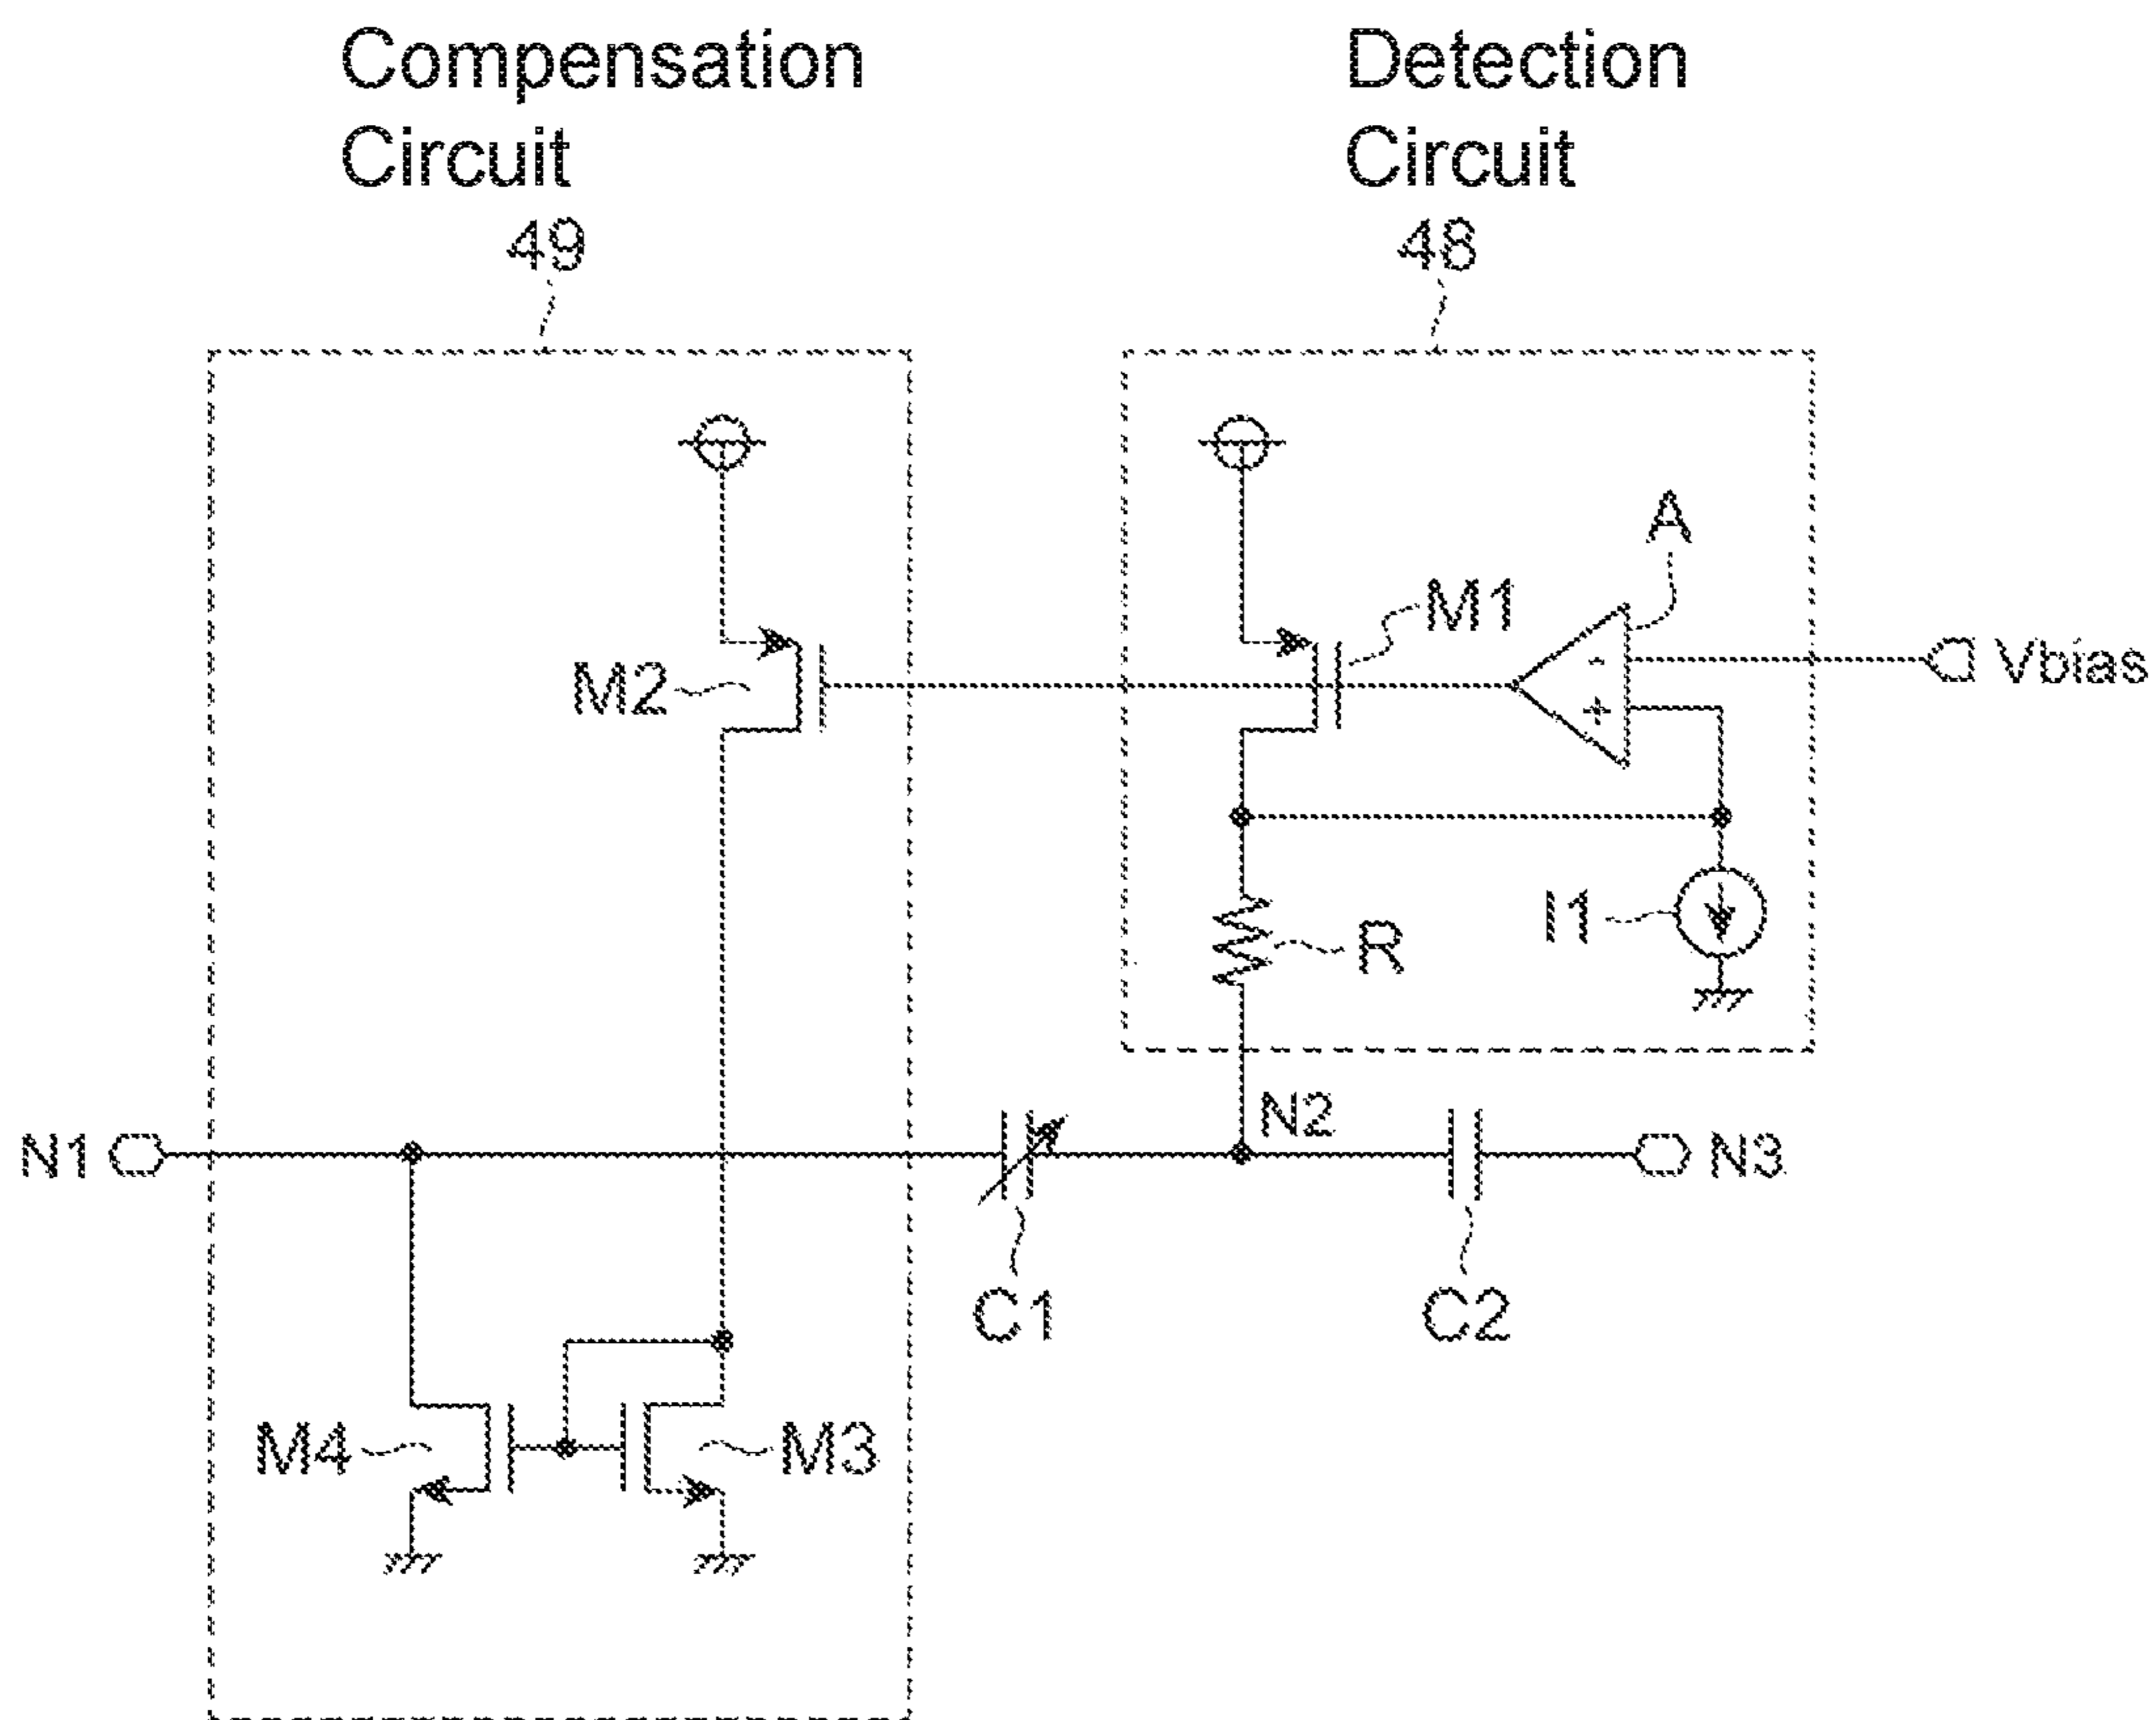 Compensation
Circuit
49
Detection
Circuit
48
A
M1
M2
-
+
Vbias
I1
R
N1
N2
N3
C1
C2
M4
M3